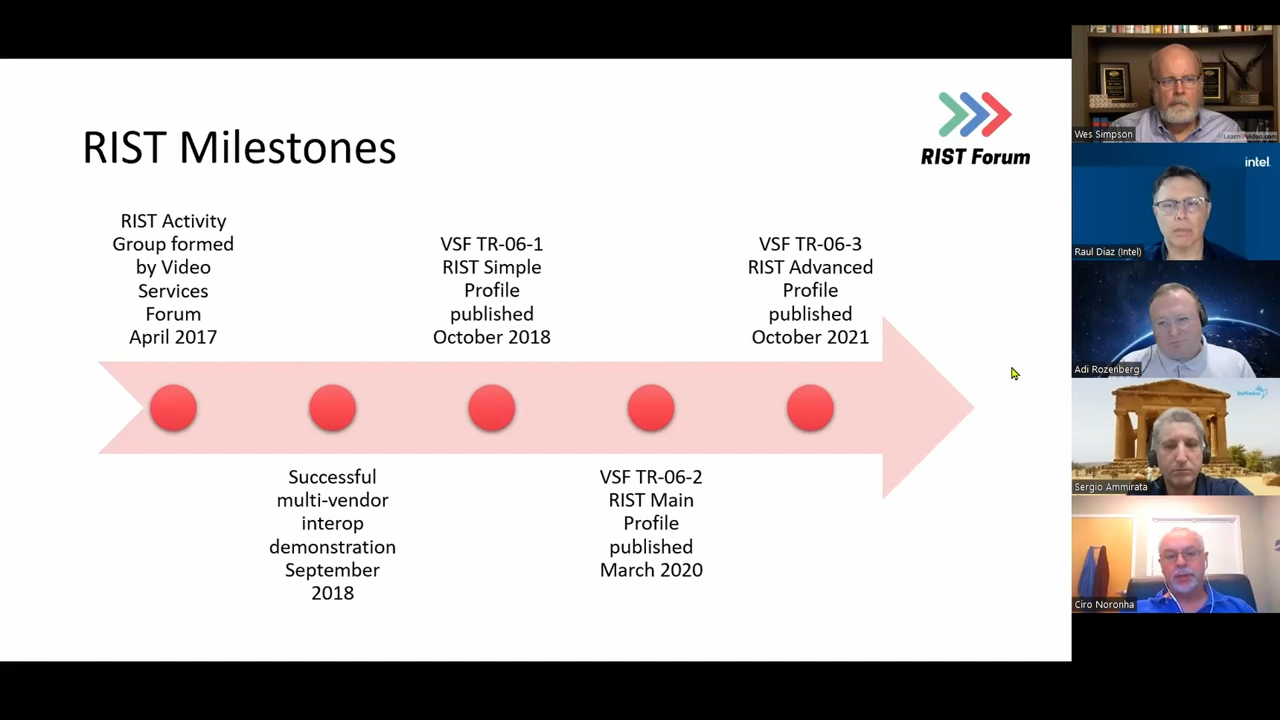 RIST Milestones
RIST Forum
RIST Activity
Group formed
by Video
Services
Forum
April 2017
Successful
multi-vendor
interop
demonstration
September
2018
VSF TR-06-1
RIST Simple
Profile
published
October 2018
VSF TR-06-2
RIST Main
Profile
published
March 2020
VSF TR-06-3
RIST Advanced
Profile
published
October 2021
Wes Simpson
LearnIPvideo.com
intel.
Raul Diaz (Intel)
Adi Rozenberg
Sergio Ammirata
Ciro Noronha